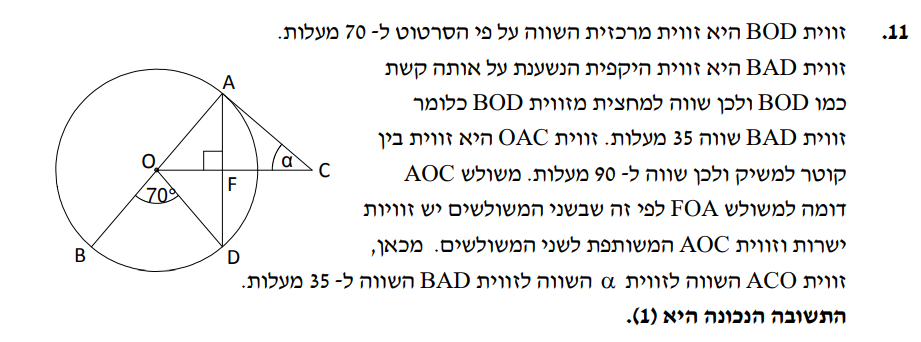 11. זווית BOD היא זווית מרכזית השווה על פי הסרטוט ל- 70 מעלות.
זווית BAD היא זווית היקפית הנשענת על אותה קשת
כמו BOD ולכן שווה למחצית מזווית BOD כלומר
זווית BAD שווה 35 מעלות. זווית OAC היא זווית בין
קוטר למשיק ולכן שווה ל- 90 מעלות. משולש AOC
דומה למשולש FOA לפי זה שבשני המשולשים יש זוויות
ישרות וזווית AOC המשותפת לשני המשולשים. מכאן,
זווית ACO השווה לזווית α השווה לזווית BAD השווה ל- 35 מעלות.
התשובה הנכונה היא (1).
A
O
α
C
F
70°
B
D